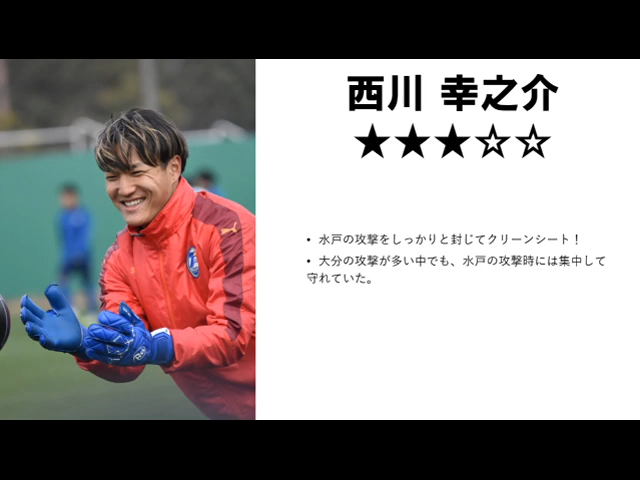 西川 幸之介
★★★☆☆
• 水戸の攻撃をしっかりと封じてクリーンシート！
• 大分の攻撃が多い中でも、水戸の攻撃時には集中して
守れていた。